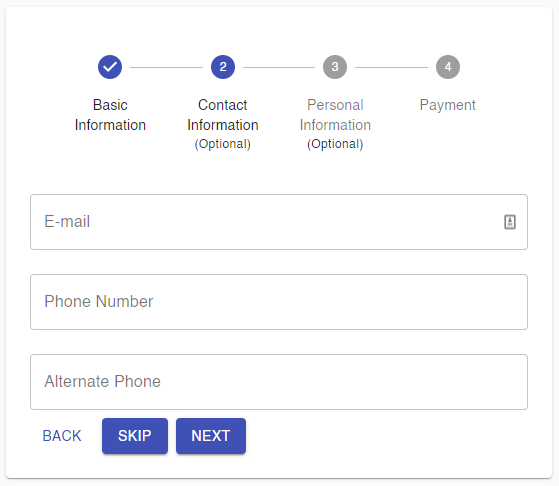 2 3 4
Basic Contact Personal Payment
Information Information Information
(Optional) (Optional)
E-mail
Phone Number
Alternate Phone
BACK SKIP NEXT